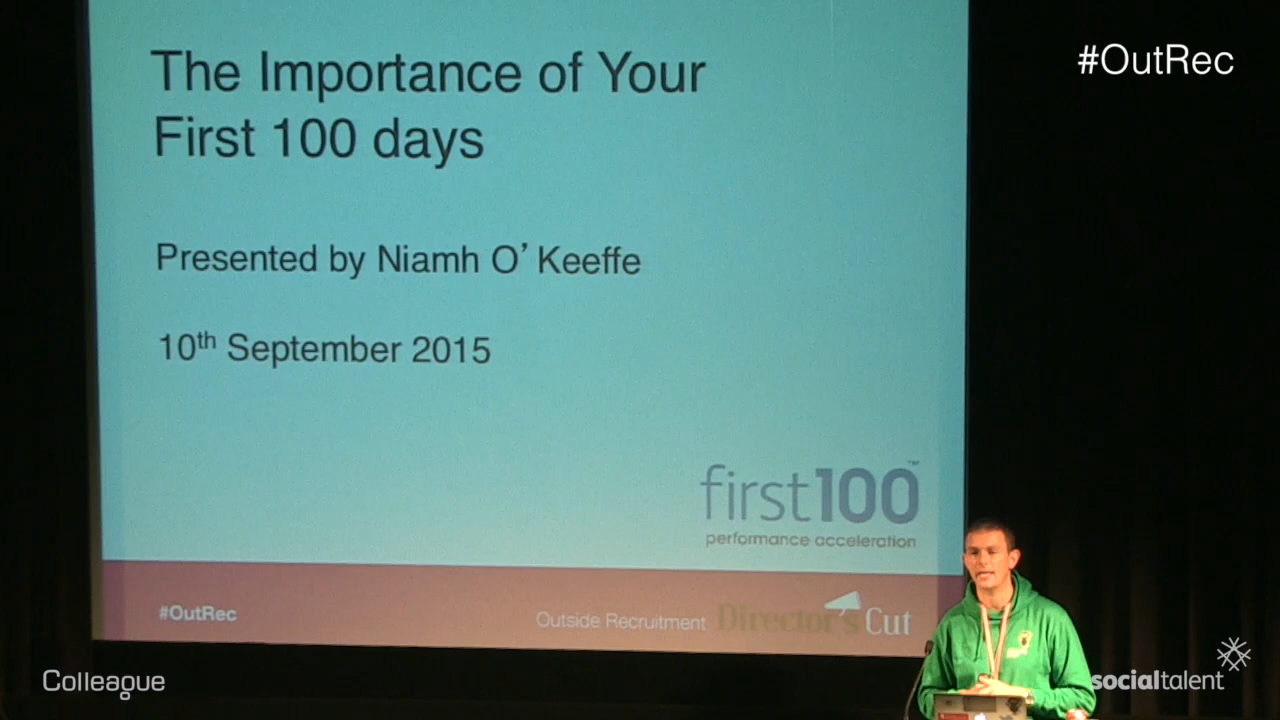 The Importance of Your
First 100 days
#OutRec
Presented by Niamh O' Keeffe
10th September 2015
first100™
performance acceleration
#OutRec
Outside Recruitment Director's Cut
Colleague
socialtalent